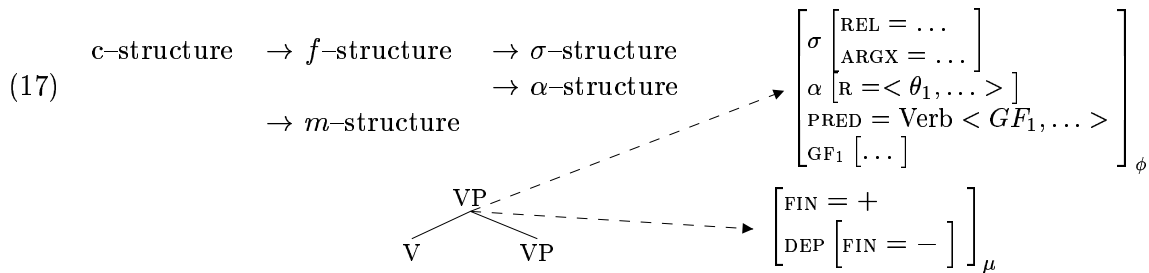 (17)
c–structure → f–structure → σ–structure
→ α–structure
→ m–structure
σ [REL = …
ARGX = … ]
α [R =< θ₁, … > ]
PRED = Verb < GF₁, … >
GF₁ [… ]
ϕ
VP
V VP
FIN = +
DEP [FIN = − ]
μ